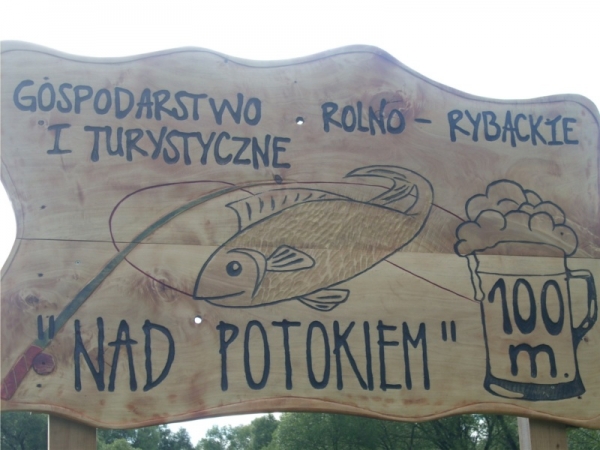 GOSPODARSTWO ROLNO - RYBACKIE
I TURYSTYCZNE
"NAD POTOKIEM"
100
m.